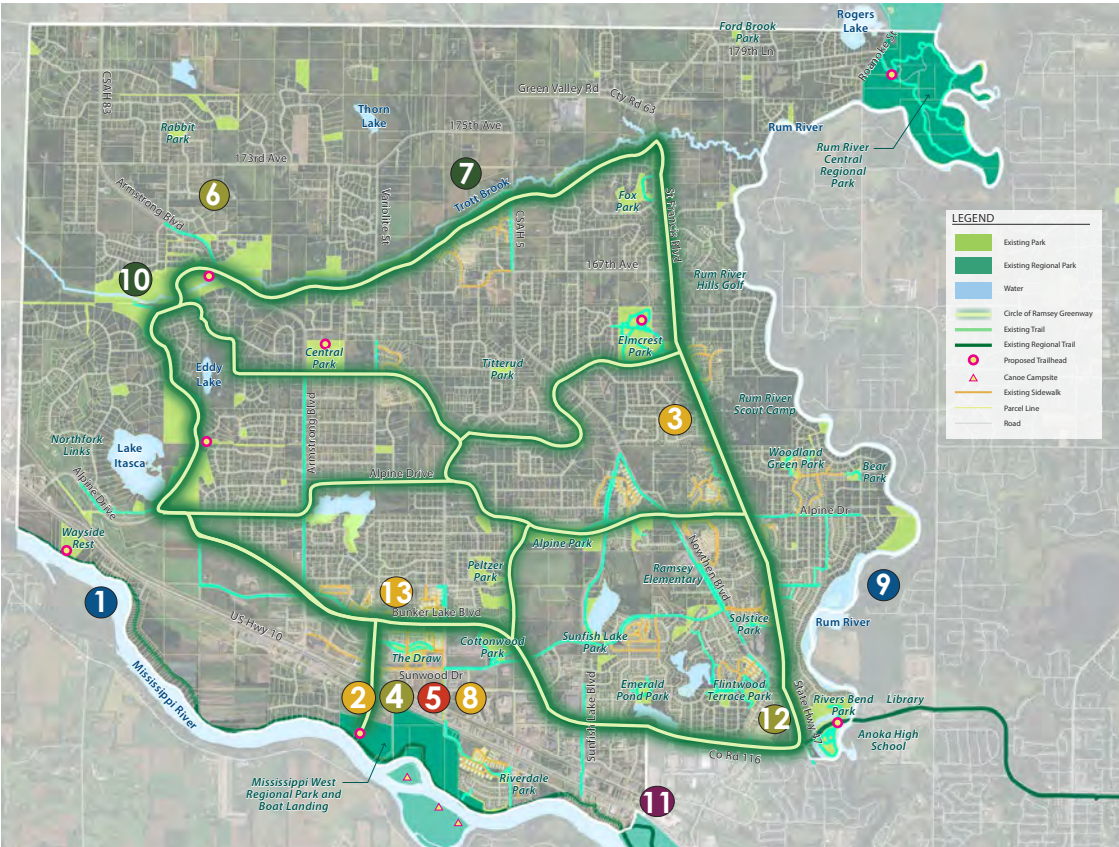 Rogers
Lake
Ford Brook
Park
179th Ln
Roanoke St
Green Valley Rd
Cty Rd 63
CSAH 83
Thorn
Lake
175th Ave
Rum River
Rabbit
Park
173rd Ave
Rum River
Central
Regional
Park
7
Trott Brook
6
Armstrong Blvd
Variolite St
CSAH 5
Fox
Park
St Francis Blvd
LEGEND
Existing Park
Existing Regional Park
Water
Circle of Ramsey Greenway
Existing Trail
Existing Regional Trail
Proposed Trailhead
Canoe Campsite
Existing Sidewalk
Parcel Line
Road
10
167th Ave
Rum River
Hills Golf
Elmcrest
Park
Central
Park
Eddy
Lake
Titterud
Park
Rum River
Scout Camp
3
Armstrong Blvd
Northfork
Links
Lake
Itasca
Woodland
Green Park
Bear
Park
Alpine Drive
Alpine Drive
Alpine Dr
Wayside
Rest
Alpine Park
Nowthen Blvd
Peltzer
Park
Ramsey
Elementary
9
1
13
Bunker Lake Blvd
US Hwy 10
Solstice
Park
Rum River
Cottonwood
Park
Sunfish Lake
Park
The Draw
Sunwood Dr
Mississippi River
Emerald
Pond Park
Flintwood
Terrace Park
2
4
5
8
Sunfish Lake Blvd
12
State Hwy 47
Rivers Bend
Park
Library
Anoka High
School
Co Rd 116
Mississippi West
Regional Park and
Boat Landing
Riverdale
Park
11